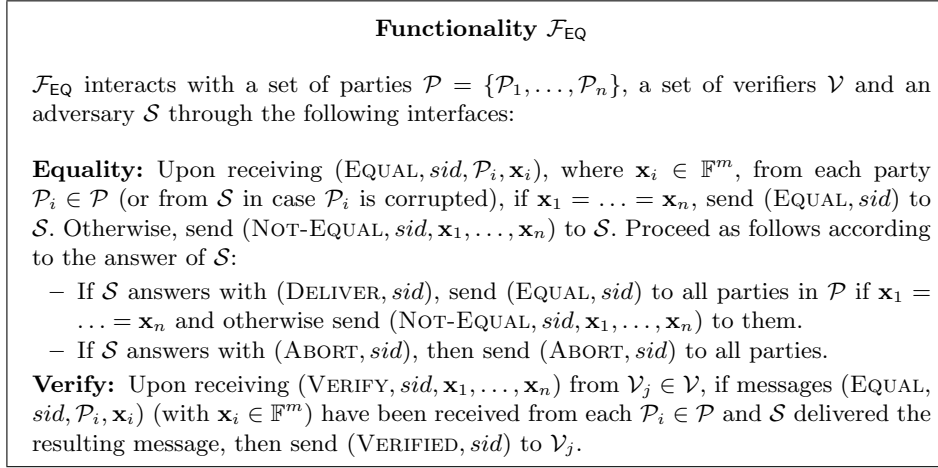 Functionality 𝓕_EQ
𝓕_EQ interacts with a set of parties 𝒫 = {𝒫_1, . . . , 𝒫_n}, a set of verifiers 𝒱 and an
adversary 𝒮 through the following interfaces:
Equality: Upon receiving (EQUAL, sid, 𝒫_i, x_i), where x_i ∈ 𝔽^m, from each party
𝒫_i ∈ 𝒫 (or from 𝒮 in case 𝒫_i is corrupted), if x_1 = . . . = x_n, send (EQUAL, sid) to
𝒮. Otherwise, send (NOT-EQUAL, sid, x_1, . . . , x_n) to 𝒮. Proceed as follows according
to the answer of 𝒮:
– If 𝒮 answers with (DELIVER, sid), send (EQUAL, sid) to all parties in 𝒫 if x_1 =
. . . = x_n and otherwise send (NOT-EQUAL, sid, x_1, . . . , x_n) to them.
– If 𝒮 answers with (ABORT, sid), then send (ABORT, sid) to all parties.
Verify: Upon receiving (VERIFY, sid, x_1, . . . , x_n) from 𝒱_j ∈ 𝒱, if messages (EQUAL,
sid, 𝒫_i, x_i) (with x_i ∈ 𝔽^m) have been received from each 𝒫_i ∈ 𝒫 and 𝒮 delivered the
resulting message, then send (VERIFIED, sid) to 𝒱_j.